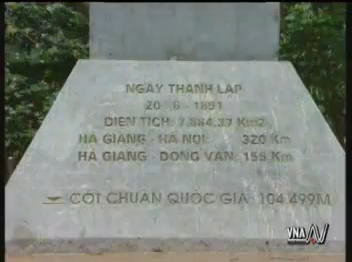 NGÀY THÀNH LẬP
20 - 8 - 1891
DIỆN TÍCH: 7.884,37 Km2
HÀ GIANG - HÀ NỘI: 320 Km
HÀ GIANG - ĐỒNG VĂN: 155 Km
CỘT CHUẨN QUỐC GIA: 104,499M
VNA